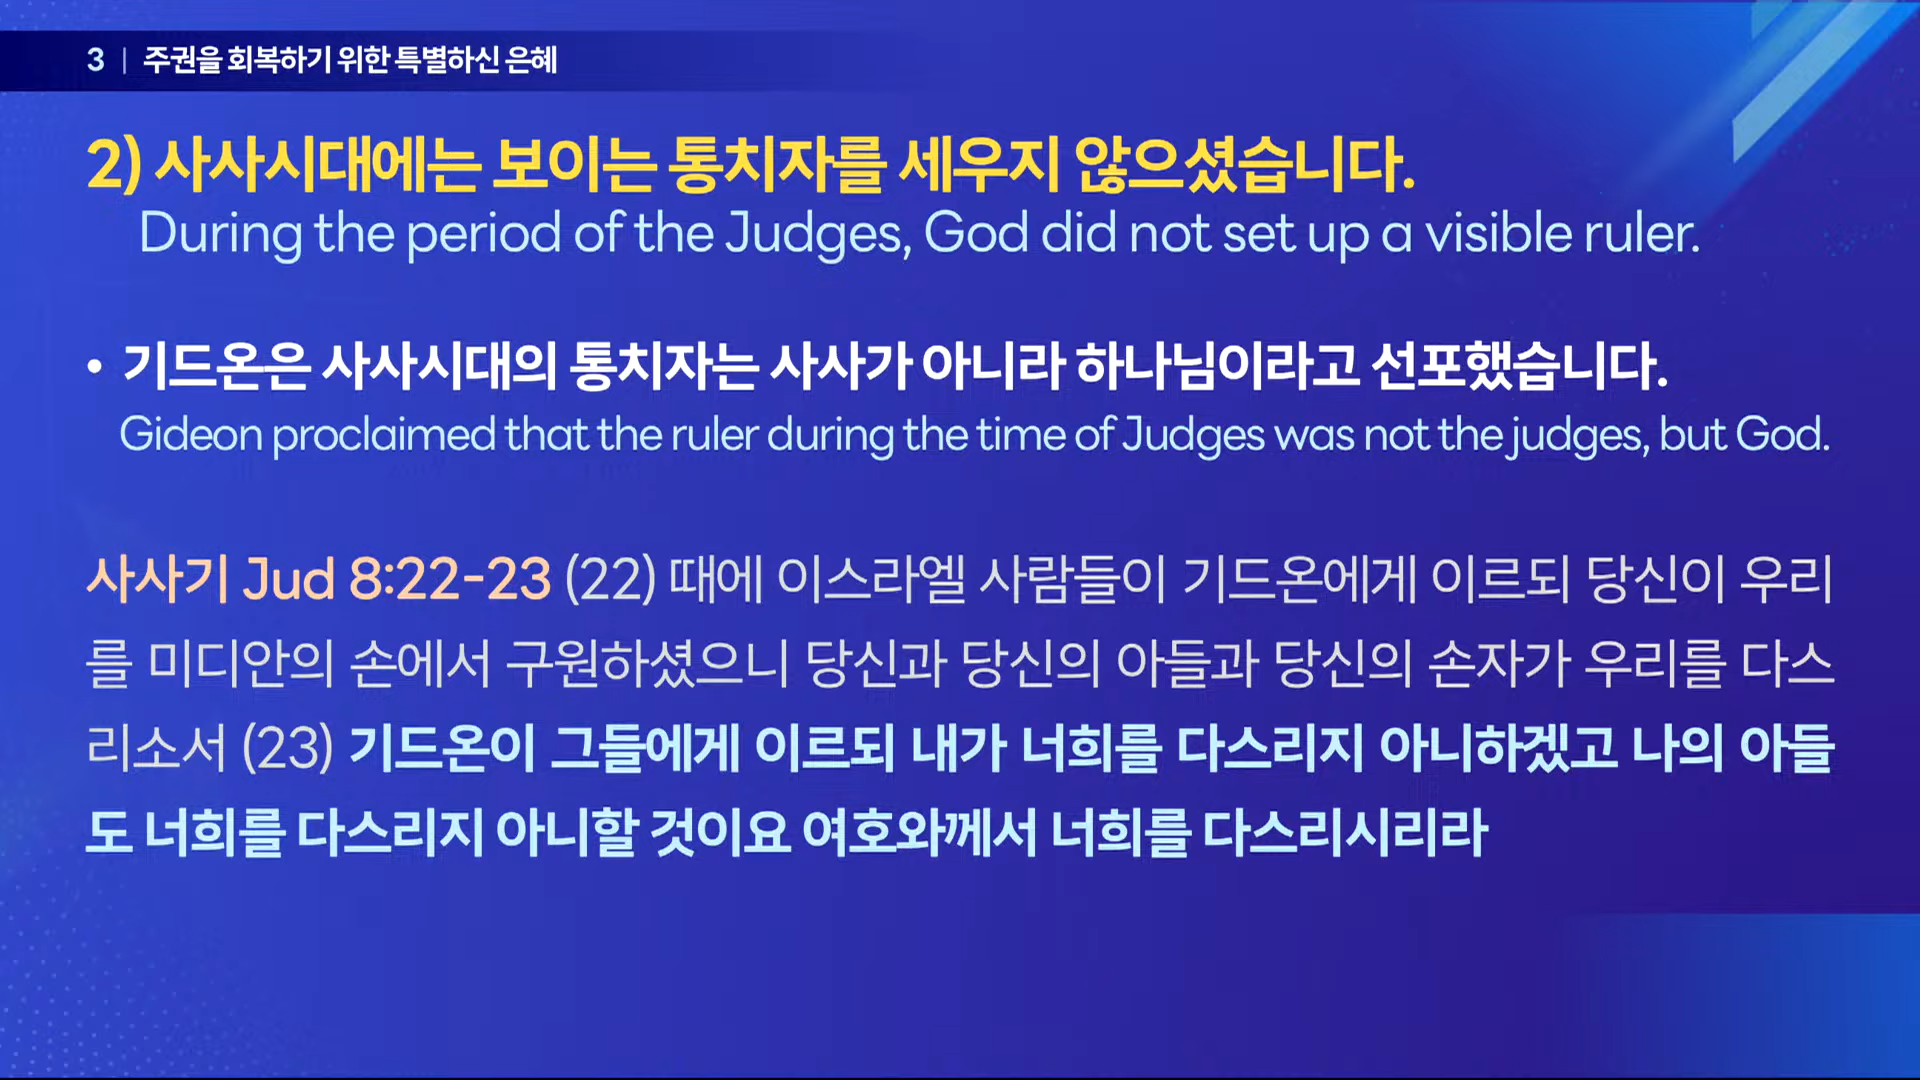 3 | 주권을 회복하기 위한 특별하신 은혜
2) 사사시대에는 보이는 통치자를 세우지 않으셨습니다.
During the period of the Judges, God did not set up a visible ruler.
• 기드온은 사사시대의 통치자는 사사가 아니라 하나님이라고 선포했습니다.
Gideon proclaimed that the ruler during the time of Judges was not the judges, but God.
사사기 Jud 8:22-23 (22) 때에 이스라엘 사람들이 기드온에게 이르되 당신이 우리
를 미디안의 손에서 구원하셨으니 당신과 당신의 아들과 당신의 손자가 우리를 다스
리소서 (23) 기드온이 그들에게 이르되 내가 너희를 다스리지 아니하겠고 나의 아들
도 너희를 다스리지 아니할 것이요 여호와께서 너희를 다스리시리라